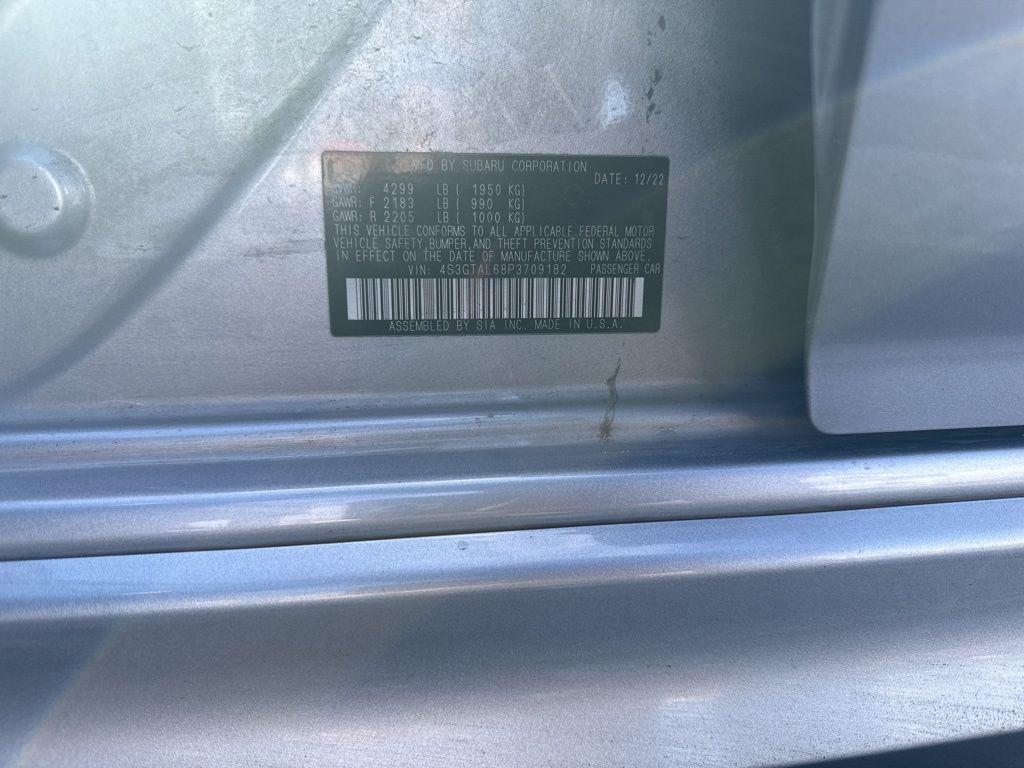 MFD BY SUBARU CORPORATION
DATE: 12/22
GVWR: 4299 LB ( 1950 KG)
GAWR: F 2183 LB ( 990 KG)
GAWR: R 2205 LB ( 1000 KG)
THIS VEHICLE CONFORMS TO ALL APPLICABLE FEDERAL MOTOR
VEHICLE SAFETY, BUMPER, AND THEFT PREVENTION STANDARDS
IN EFFECT ON THE DATE OF MANUFACTURE SHOWN ABOVE.
VIN: 4S3GTAL68P3709182 PASSENGER CAR
ASSEMBLED BY SIA INC. MADE IN U.S.A.